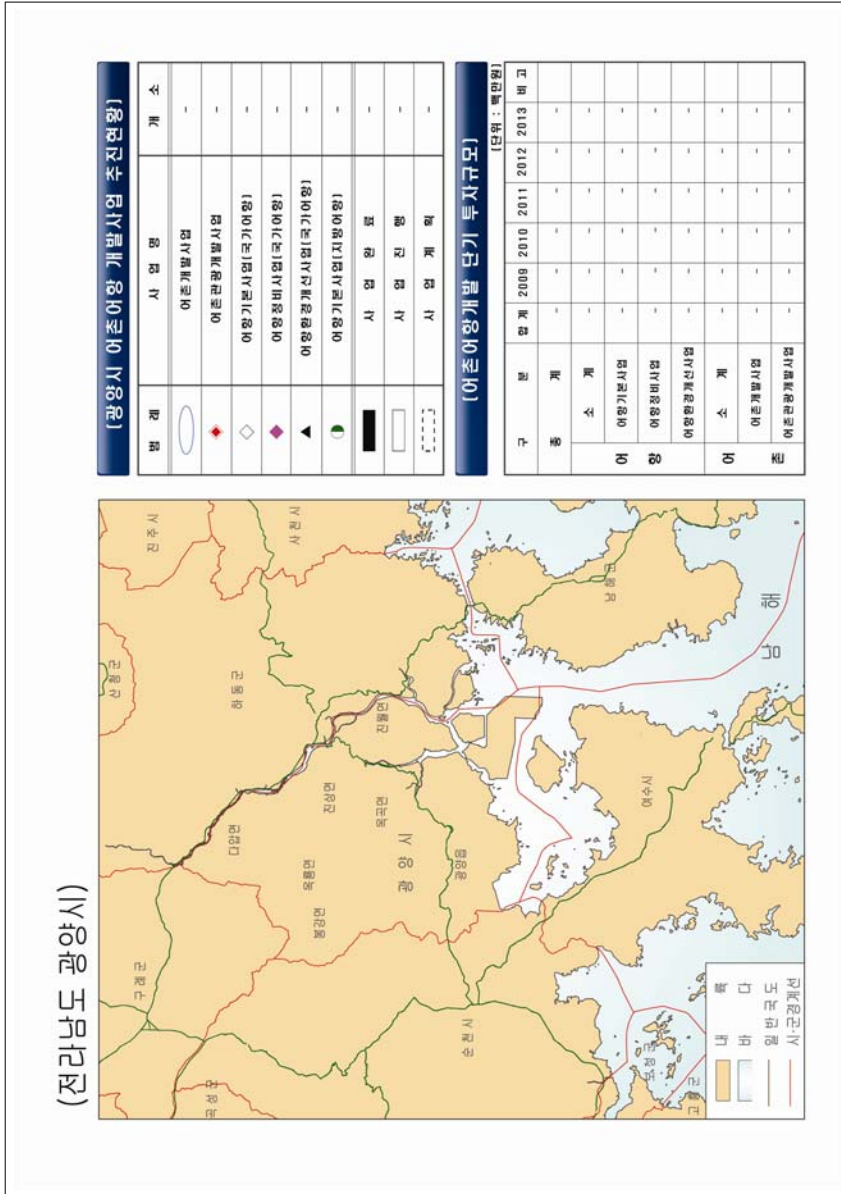 (전라남도 광양시)
산청군
진주시
하동군
사천시
구례군
곡성군
다압면
진상면
진월면
옥룡면
옥곡면
봉강면
광양시
광양읍
순천시
남해군
여수시
보성군
고흥군
남해
내륙
바다
일반국도
시·군경계선
[광양시 어촌어항 개발사업 추진현황]
범례 사업명 개소
어촌개발사업 -
어촌관광개발사업 -
어항기본사업(국가어항) -
어항정비사업(국가어항) -
어항환경개선사업(국가어항) -
어항기본사업(지방어항) -
사업완료 -
사업진행 -
사업계획 -
[어촌어항개발 단기 투자규모]
(단위 : 백만원)
구분 합계 2009 2010 2011 2012 2013 비고
총계 - - - - - -
어항 소계 - - - - - -
어항기본사업 - - - - - -
어항정비사업 - - - - - -
어항환경개선사업 - - - - - -
어촌 소계 - - - - - -
어촌개발사업 - - - - - -
어촌관광개발사업 - - - - - -